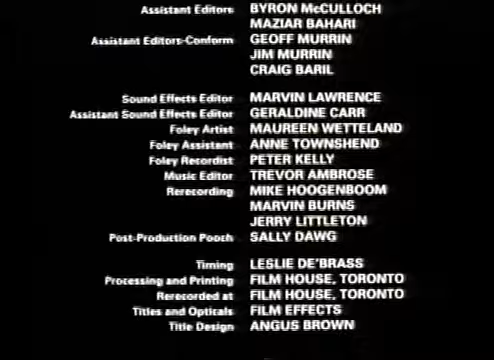 Assistant Editors BYRON McCULLOCH
MAZIAR BAHARI
Assistant Editors-Conform GEOFF MURRIN
JIM MURRIN
CRAIG BARIL
Sound Effects Editor MARVIN LAWRENCE
Assistant Sound Effects Editor GERALDINE CARR
Foley Artist MAUREEN WETTELAND
Foley Assistant ANNE TOWNSHEND
Foley Recordist PETER KELLY
Music Editor TREVOR AMBROSE
Rerecording MIKE HOOGENBOOM
MARVIN BURNS
JERRY LITTLETON
Post-Production Pooch SALLY DAWG
Timing LESLIE DE'BRASS
Processing and Printing FILM HOUSE, TORONTO
Rerecorded at FILM HOUSE, TORONTO
Titles and Opticals FILM EFFECTS
Title Design ANGUS BROWN